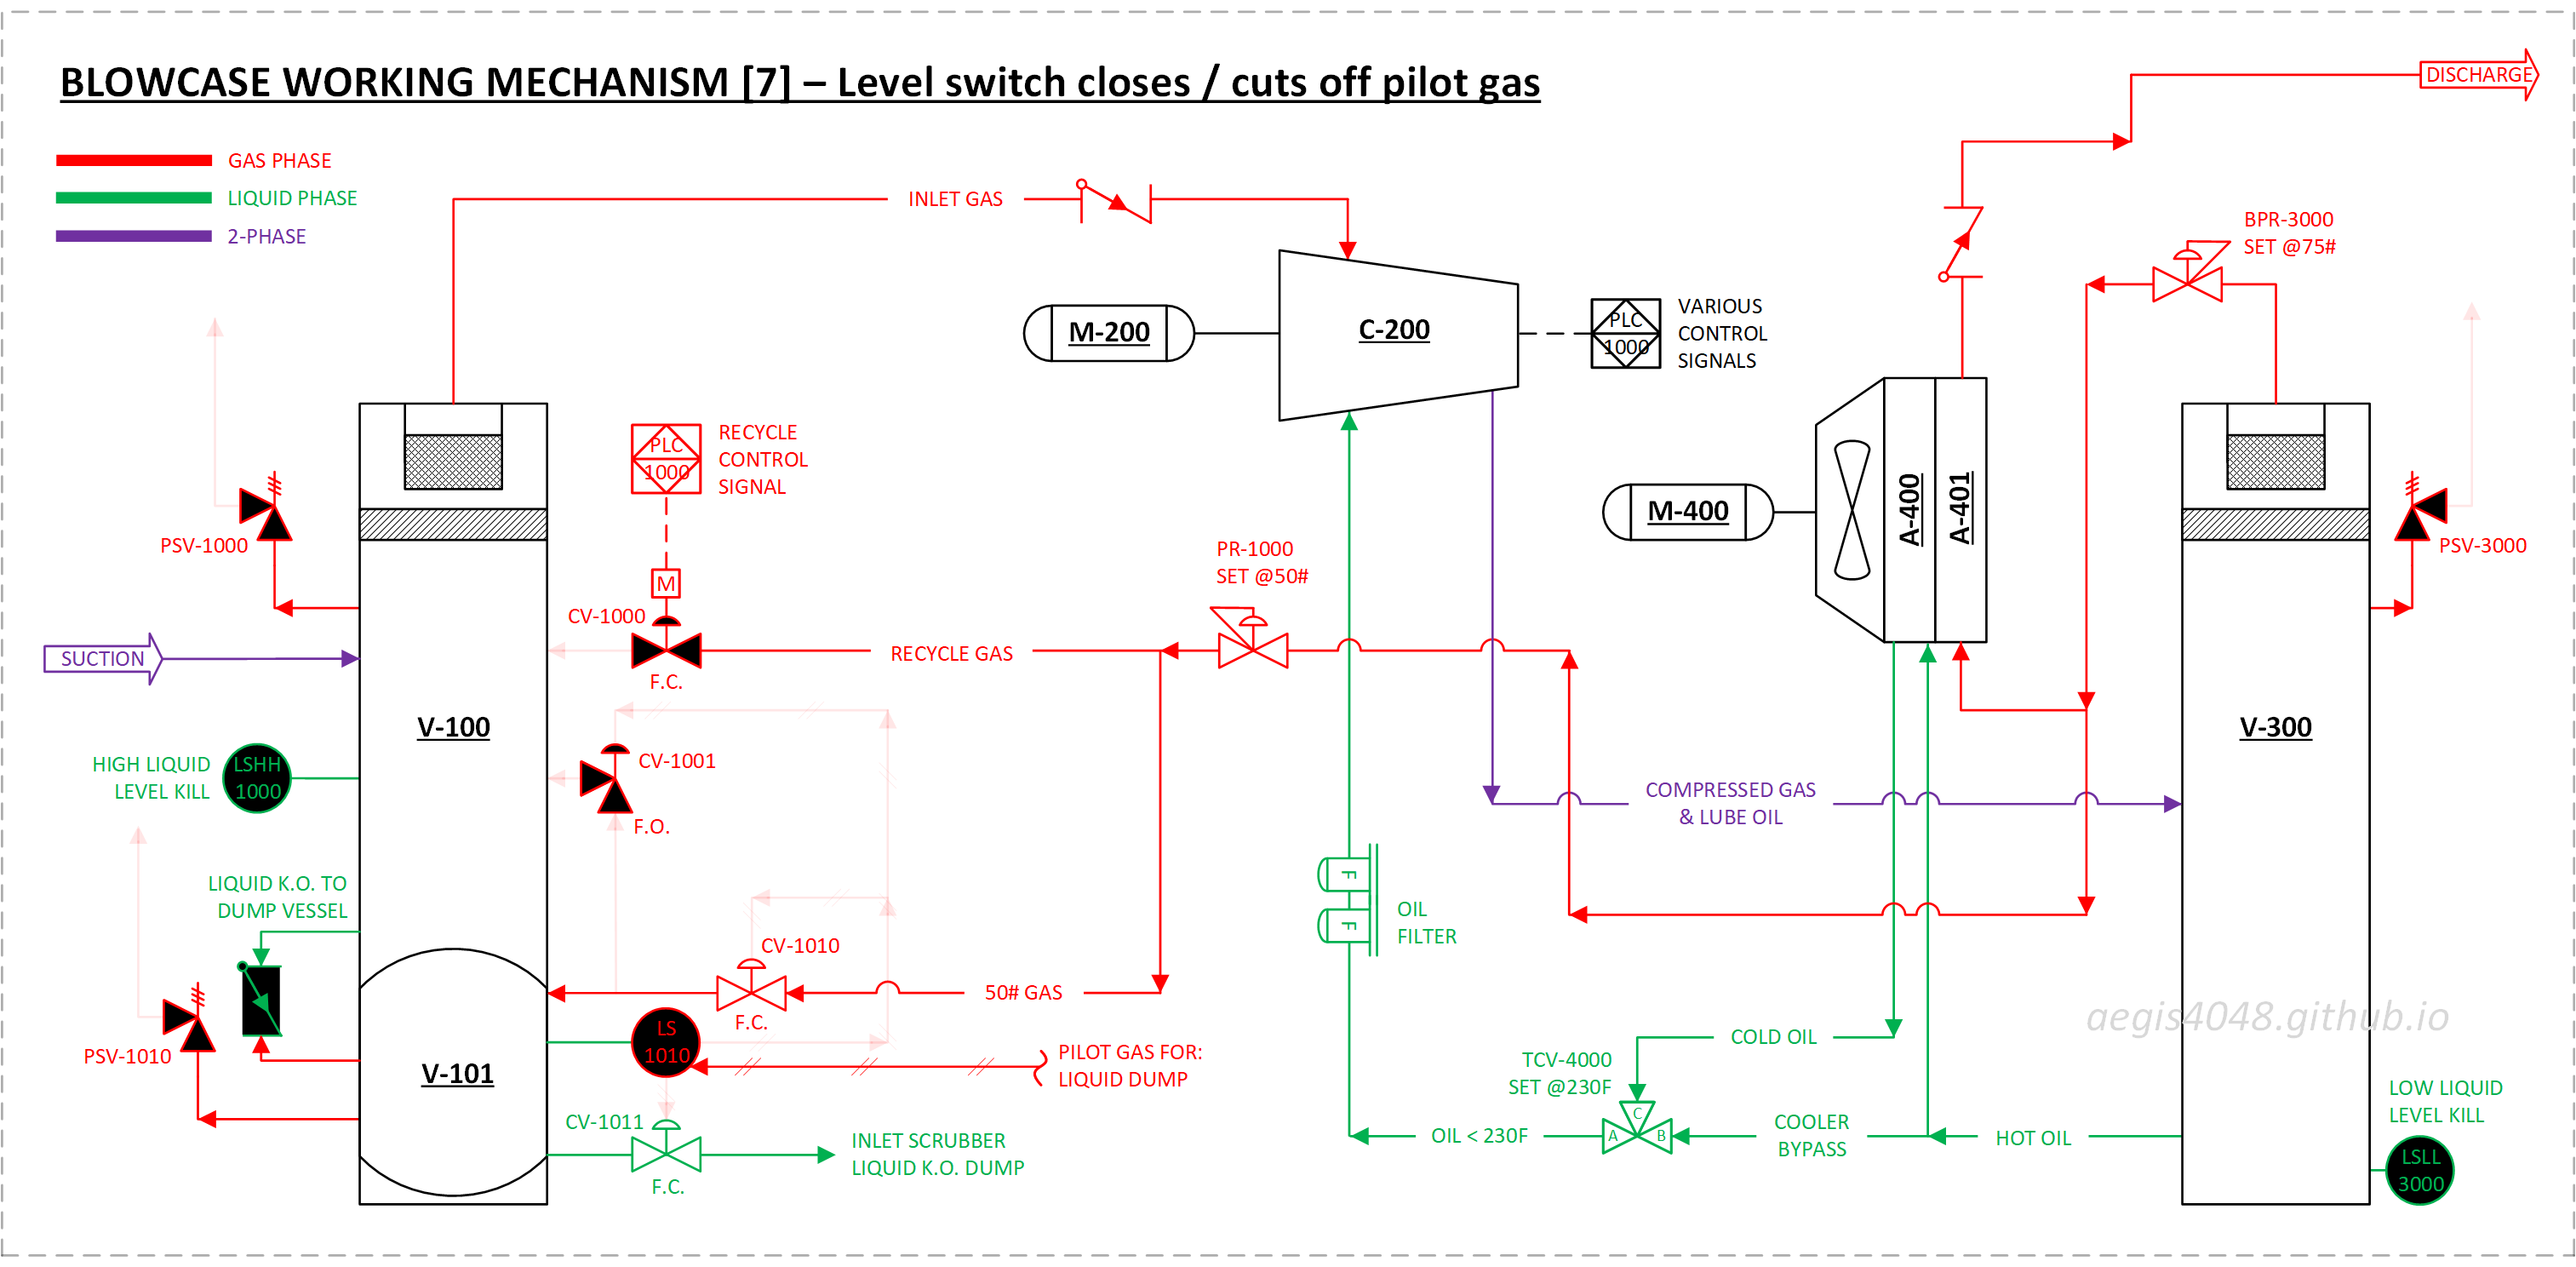 BLOWCASE WORKING MECHANISM [7] – Level switch closes / cuts off pilot gas
GAS PHASE
LIQUID PHASE
2-PHASE
DISCHARGE
INLET GAS
BPR-3000
SET @75#
M-200
C-200
PLC
1000
VARIOUS
CONTROL
SIGNALS
PLC
1000
RECYCLE
CONTROL
SIGNAL
M-400
A-400
A-401
PSV-1000
PSV-3000
PR-1000
SET @50#
M
CV-1000
F.C.
RECYCLE GAS
SUCTION
V-100
V-300
HIGH LIQUID
LEVEL KILL
LSHH
1000
CV-1001
F.O.
COMPRESSED GAS
& LUBE OIL
LIQUID K.O. TO
DUMP VESSEL
F
F
OIL
FILTER
CV-1010
F.C.
50# GAS
PSV-1010
V-101
LS
1010
PILOT GAS FOR:
LIQUID DUMP
COLD OIL
aegis4048.github.io
TCV-4000
SET @230F
CV-1011
F.C.
INLET SCRUBBER
LIQUID K.O. DUMP
OIL < 230F
A
C
B
COOLER
BYPASS
HOT OIL
LOW LIQUID
LEVEL KILL
LSLL
3000